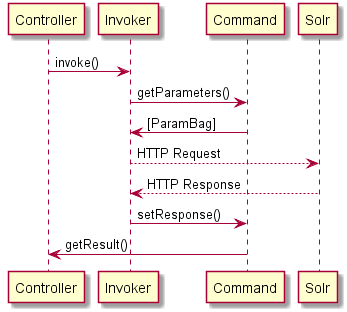 Controller Invoker Command Solr
invoke()
getParameters()
[ParamBag]
HTTP Request
HTTP Response
setResponse()
getResult()
Controller Invoker Command Solr